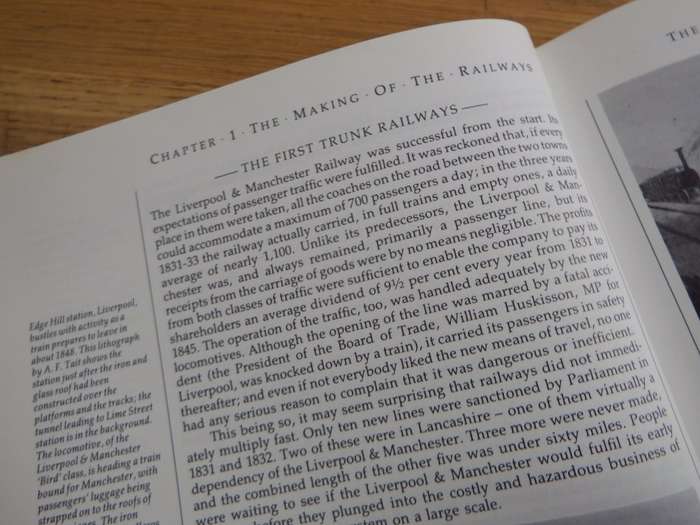 CHAPTER · 1 · THE · MAKING · OF · THE · RAILWAYS
THE FIRST TRUNK RAILWAYS
The Liverpool & Manchester Railway was successful from the start. Its
expectations of passenger traffic were fulfilled. It was reckoned that, if every
place in them were taken, all the coaches on the road between the two towns
could accommodate a maximum of 700 passengers a day; in the three years
1831-33 the railway actually carried, in full trains and empty ones, a daily
average of nearly 1,100. Unlike its predecessors, the Liverpool & Man-
chester was, and always remained, primarily a passenger line, but its
receipts from the carriage of goods were by no means negligible. The profits
from both classes of traffic were sufficient to enable the company to pay its
shareholders an average dividend of 9½ per cent every year from 1831 to
1845. The operation of the traffic, too, was handled adequately by the new
locomotives. Although the opening of the line was marred by a fatal acci-
dent (the President of the Board of Trade, William Huskisson, MP for
Liverpool, was knocked down by a train), it carried its passengers in safety
thereafter; and even if not everybody liked the new means of travel, no one
had any serious reason to complain that it was dangerous or inefficient.
This being so, it may seem surprising that railways did not immedi-
ately multiply fast. Only ten new lines were sanctioned by Parliament in
1831 and 1832. Two of these were in Lancashire – one of them virtually a
dependency of the Liverpool & Manchester. Three more were never made,
and the combined length of the other five was under sixty miles. People
were waiting to see if the Liverpool & Manchester would fulfil its early
before they plunged into the costly and hazardous business of
on a large scale.
Edge Hill station, Liverpool,
bustles with activity as a
train prepares to leave in
about 1848. This lithograph
by A. F. Tait shows the
station just after the iron and
glass roof had been
constructed over the
platforms and the tracks; the
tunnel leading to Lime Street
station is in the background.
The locomotive, of the
Liverpool & Manchester
'Bird' class, is heading a train
bound for Manchester, with
passengers' luggage being
strapped on to the roofs of
The iron
THE